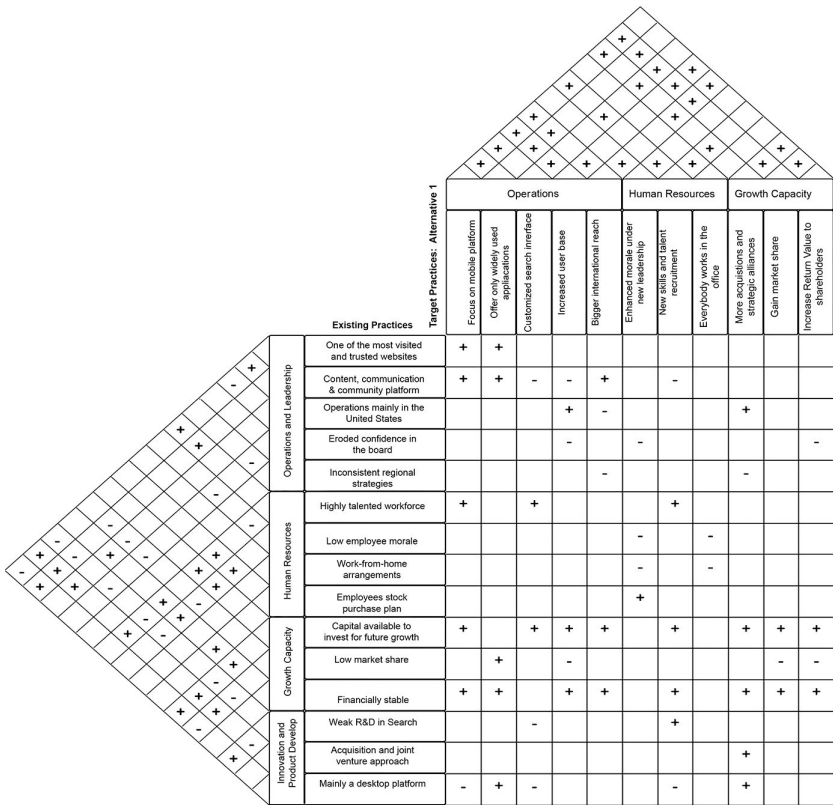 Target Practices:  Alternative 1
Operations
Human Resources
Growth Capacity
Focus on mobile platform
Offer only widely used
appliacations
Customized search inrerface
Increased user base
Bigger international reach
Enhanced morale under
new leadership
New skills and talent
recruitment
Everybody works in the
office
More acquistions and
strategic alliances
Gain market share
Increase Return Value to
shareholders
Existing Practices
Operations and Leadership
One of the most visited
and trusted websites
+ +
Content, communication
& community platform
+ + - - + -
Operations mainly in the
United States
+ - +
Eroded confidence in
the board
- - -
Inconsistent regional
strategies
- -
Human Resources
Highly talented workforce
+ + +
Low employee morale
- -
Work-from-home
arrangements
- -
Employees stock
purchase plan
+
Growth Capacity
Capital available to
invest for future growth
+ + + + + + + +
Low market share
+ - - -
Financially stable
+ + + + + + + +
Innovation and
Product Develop
Weak R&D in Search
- +
Acquisition and joint
venture approach
+
Mainly a desktop platform
- + - - +